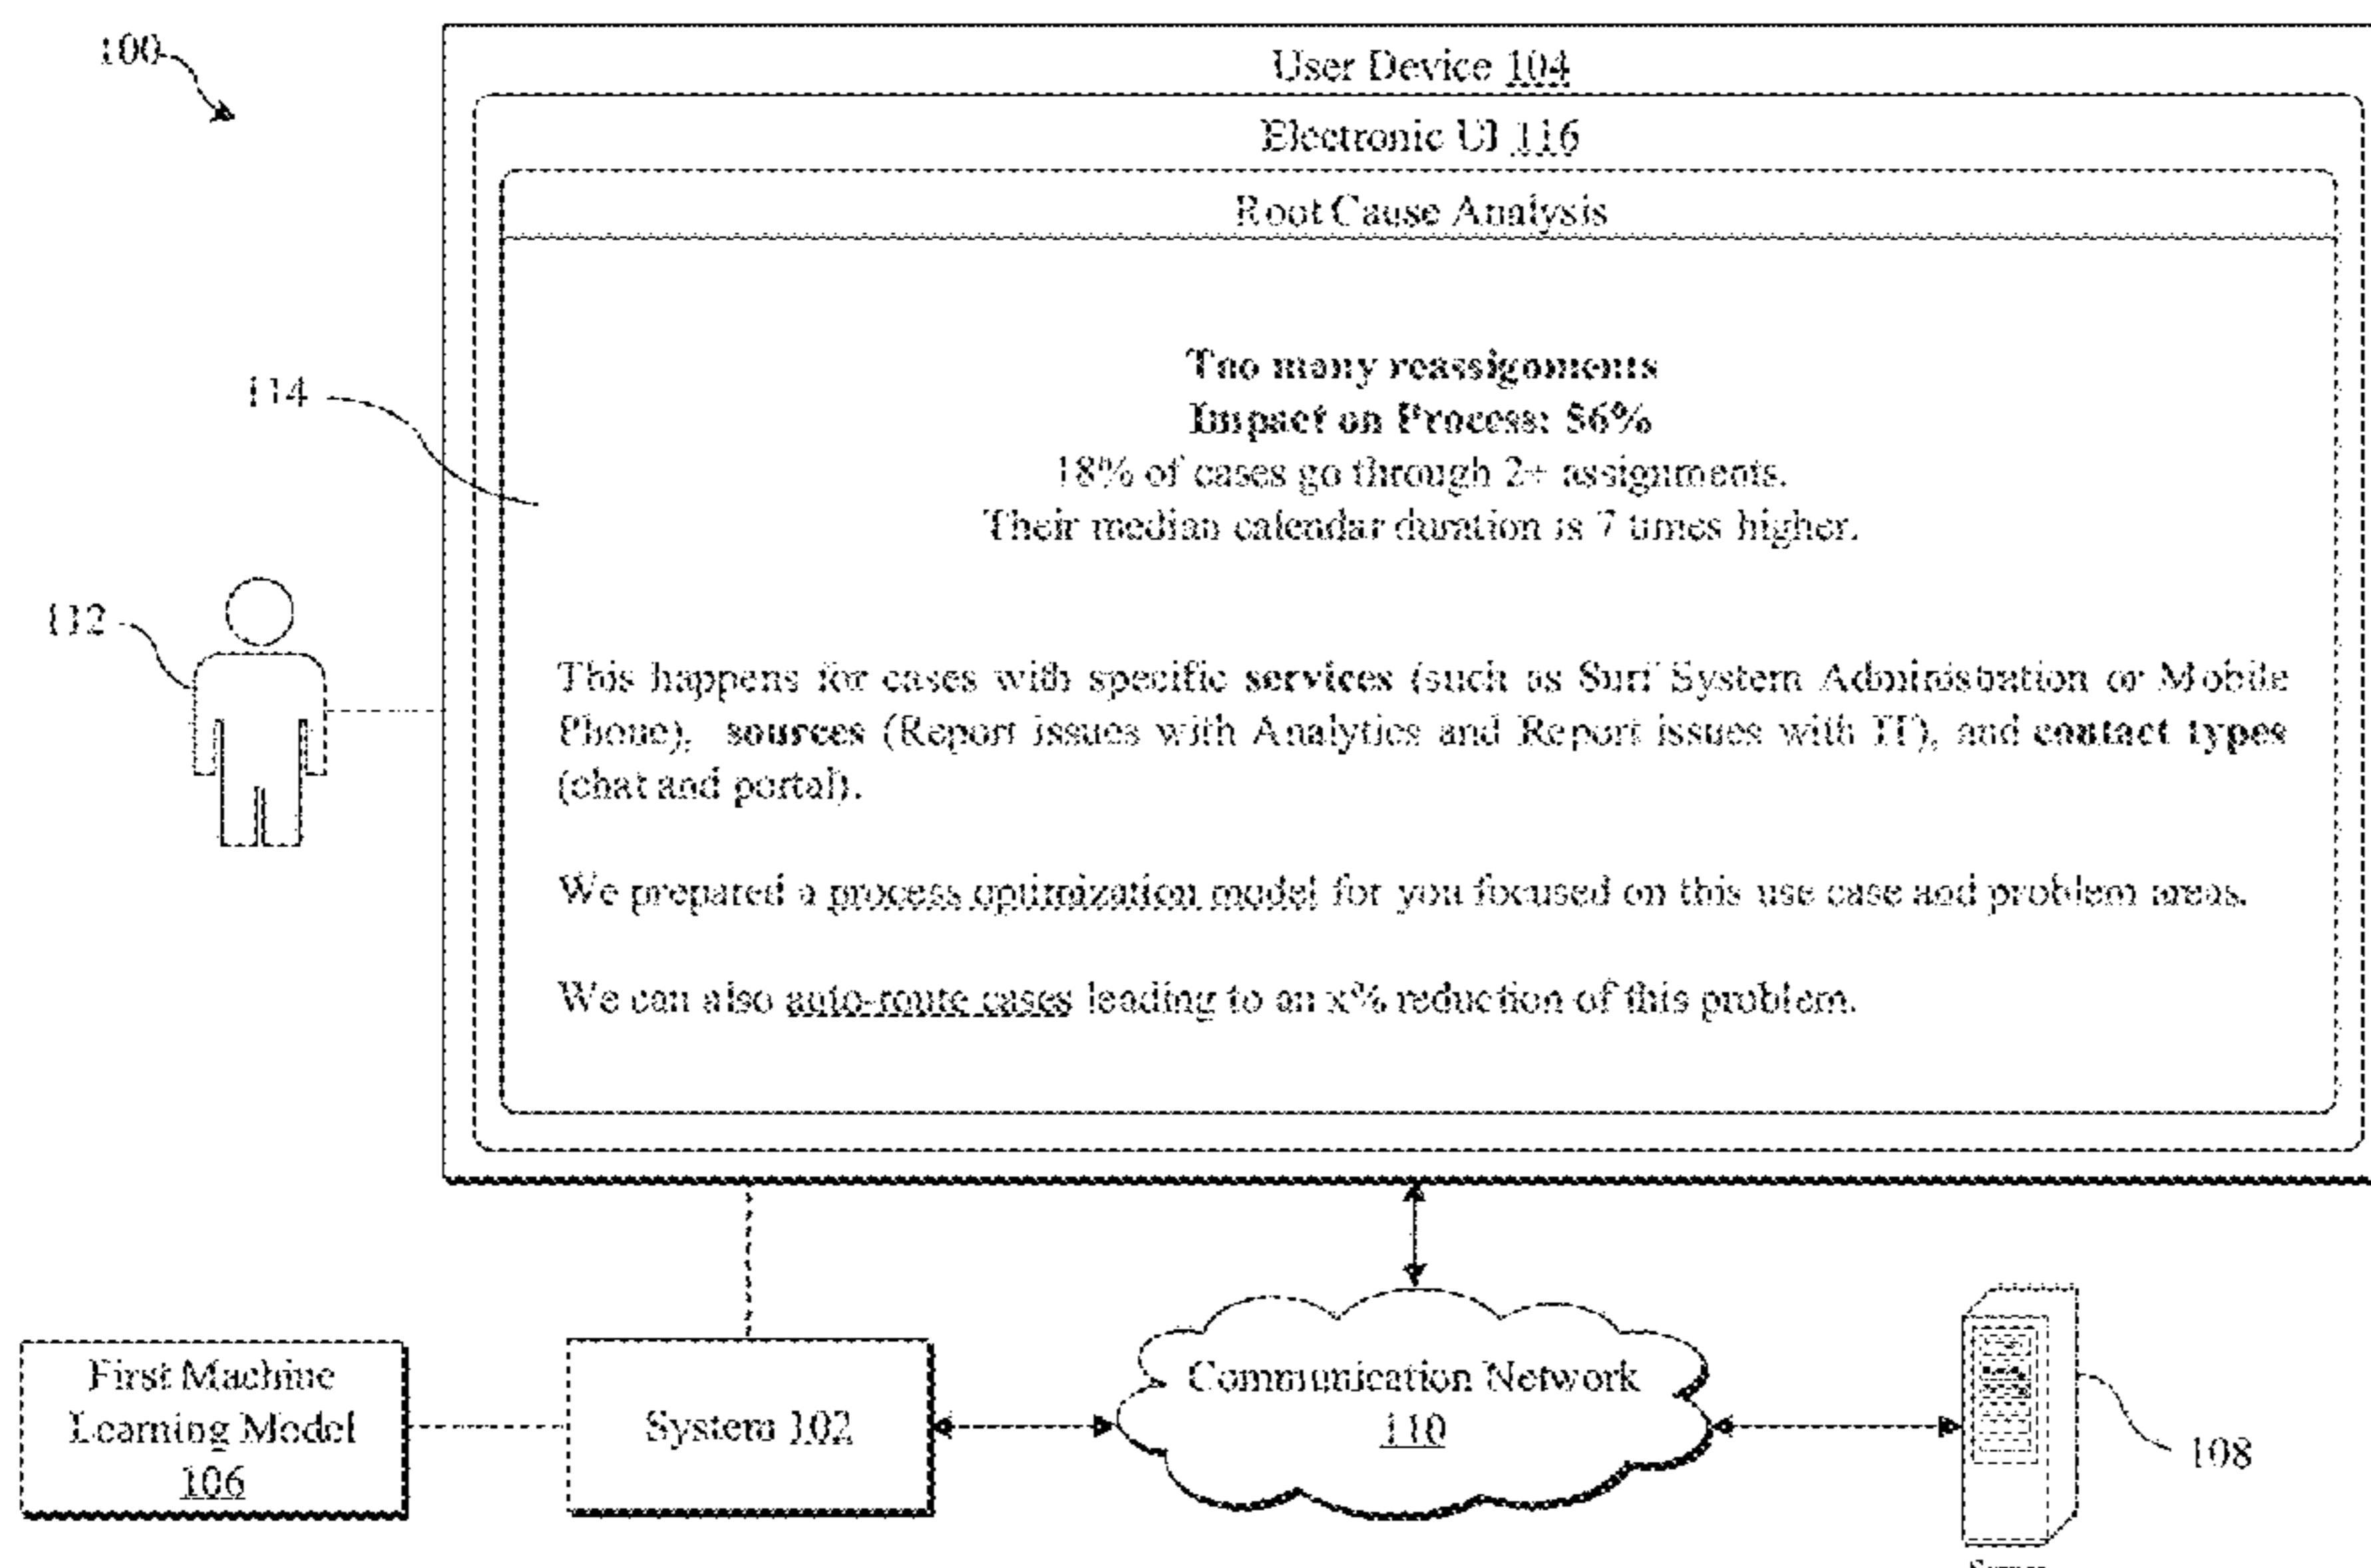 100
User Device 104
Electronic UI 116
Root Cause Analysis
114
Too many reassignments
Impact on Process: 86%
18% of cases go through 2+ assignments.
Their median calendar duration is 7 times higher.
112
This happens for cases with specific services (such as Surf System Administration or Mobile
Phone), sources (Report issues with Analytics and Report issues with IT), and contact types
(chat and portal).
We prepared a process optimization model for you focused on this use case and problem areas.
We can also auto-route cases leading to an x% reduction of this problem.
First Machine
Learning Model
106
System 102
Communication Network
110
108